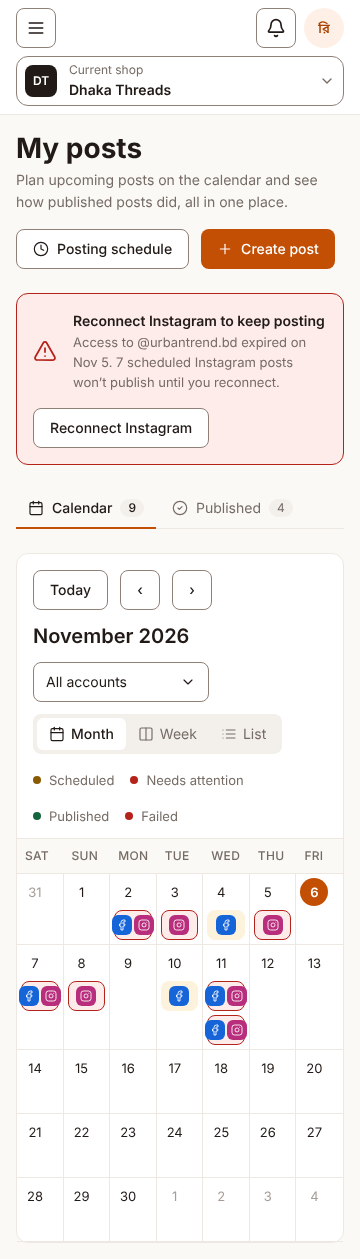 রি
DT
Current shop
Dhaka Threads
My posts
Plan upcoming posts on the calendar and see
how published posts did, all in one place.
Posting schedule
+ Create post
Reconnect Instagram to keep posting
Access to @urbantrend.bd expired on
Nov 5. 7 scheduled Instagram posts
won't publish until you reconnect.
Reconnect Instagram
Calendar 9 Published 4
Today ‹ ›
November 2026
All accounts
Month Week List
Scheduled Needs attention
Published Failed
SAT SUN MON TUE WED THU FRI
31 1 2 3 4 5 6
7 8 9 10 11 12 13
14 15 16 17 18 19 20
21 22 23 24 25 26 27
28 29 30 1 2 3 4